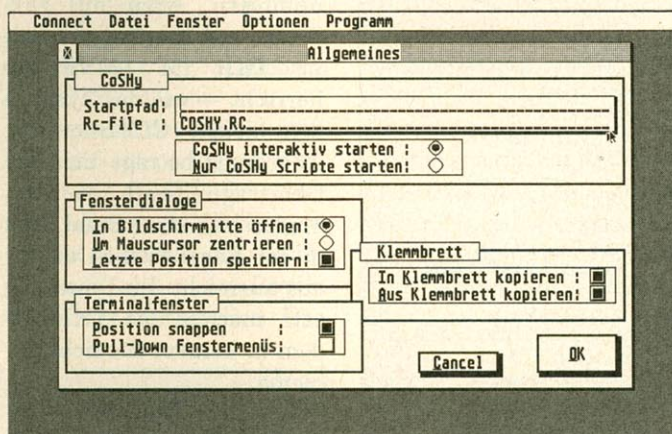 Connect Datei Fenster Optionen Programm
Allgemeines
CoSHy
Startpfad:
Rc-File : COSHY.RC
CoSHy interaktiv starten :
Nur CoSHy Scripte starten:
Fensterdialoge
In Bildschirmmitte öffnen:
Um Mauscursor zentrieren :
Letzte Position speichern:
Klemmbrett
In Klemmbrett kopieren :
Aus Klemmbrett kopieren:
Terminalfenster
Position snappen :
Pull-Down Fenstermenüs:
Cancel
OK